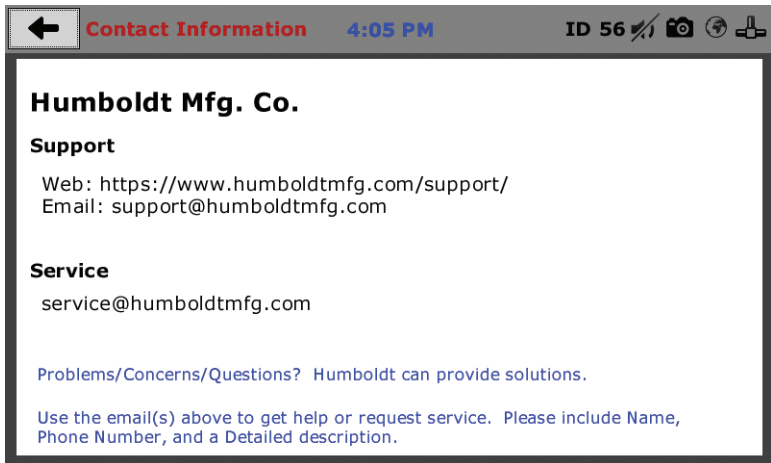 Contact Information 4:05 PM ID 56
Humboldt Mfg. Co.
Support
Web: https://www.humboldtmfg.com/support/
Email: support@humboldtmfg.com
Service
service@humboldtmfg.com
Problems/Concerns/Questions?  Humboldt can provide solutions.
Use the email(s) above to get help or request service.  Please include Name,
Phone Number, and a Detailed description.